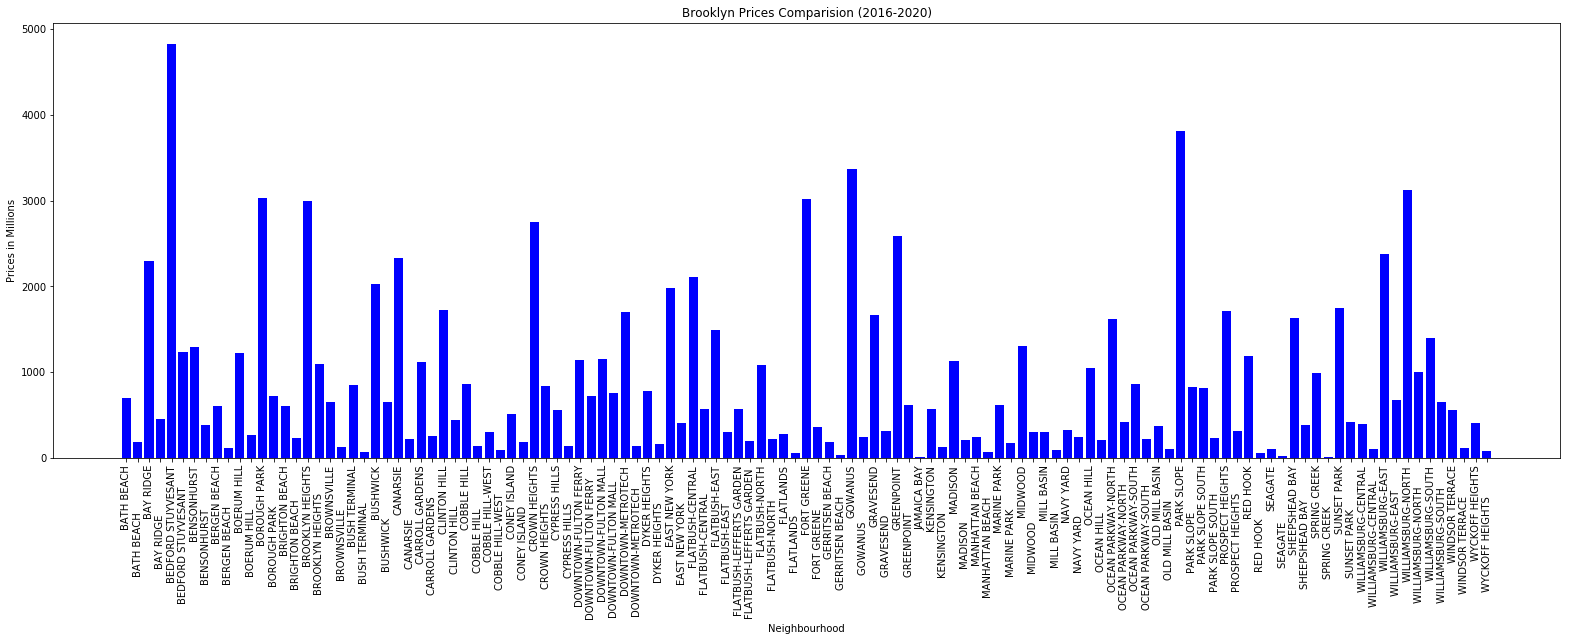 Brooklyn Prices Comparision (2016-2020)
Prices in Millions
5000
4000
3000
2000
1000
0
BATH BEACH
BATH BEACH
BAY RIDGE
BAY RIDGE
BEDFORD STUYVESANT
BEDFORD STUYVESANT
BENSONHURST
BENSONHURST
BERGEN BEACH
BERGEN BEACH
BOERUM HILL
BOERUM HILL
BOROUGH PARK
BOROUGH PARK
BRIGHTON BEACH
BRIGHTON BEACH
BROOKLYN HEIGHTS
BROOKLYN HEIGHTS
BROWNSVILLE
BROWNSVILLE
BUSH TERMINAL
BUSH TERMINAL
BUSHWICK
BUSHWICK
CANARSIE
CANARSIE
CARROLL GARDENS
CARROLL GARDENS
CLINTON HILL
CLINTON HILL
COBBLE HILL
COBBLE HILL
COBBLE HILL-WEST
COBBLE HILL-WEST
CONEY ISLAND
CONEY ISLAND
CROWN HEIGHTS
CROWN HEIGHTS
CYPRESS HILLS
CYPRESS HILLS
DOWNTOWN-FULTON FERRY
DOWNTOWN-FULTON FERRY
DOWNTOWN-FULTON MALL
DOWNTOWN-FULTON MALL
DOWNTOWN-METROTECH
DOWNTOWN-METROTECH
DYKER HEIGHTS
DYKER HEIGHTS
EAST NEW YORK
EAST NEW YORK
FLATBUSH-CENTRAL
FLATBUSH-CENTRAL
FLATBUSH-EAST
FLATBUSH-EAST
FLATBUSH-LEFFERTS GARDEN
FLATBUSH-LEFFERTS GARDEN
FLATBUSH-NORTH
FLATBUSH-NORTH
FLATLANDS
FLATLANDS
FORT GREENE
FORT GREENE
GERRITSEN BEACH
GERRITSEN BEACH
GOWANUS
GOWANUS
GRAVESEND
GRAVESEND
GREENPOINT
GREENPOINT
JAMAICA BAY
KENSINGTON
KENSINGTON
MADISON
MADISON
MANHATTAN BEACH
MANHATTAN BEACH
MARINE PARK
MARINE PARK
MIDWOOD
MIDWOOD
MILL BASIN
MILL BASIN
NAVY YARD
NAVY YARD
OCEAN HILL
OCEAN HILL
OCEAN PARKWAY-NORTH
OCEAN PARKWAY-NORTH
OCEAN PARKWAY-SOUTH
OCEAN PARKWAY-SOUTH
OLD MILL BASIN
OLD MILL BASIN
PARK SLOPE
PARK SLOPE
PARK SLOPE SOUTH
PARK SLOPE SOUTH
PROSPECT HEIGHTS
PROSPECT HEIGHTS
RED HOOK
RED HOOK
SEAGATE
SEAGATE
SHEEPSHEAD BAY
SHEEPSHEAD BAY
SPRING CREEK
SPRING CREEK
SUNSET PARK
SUNSET PARK
WILLIAMSBURG-CENTRAL
WILLIAMSBURG-CENTRAL
WILLIAMSBURG-EAST
WILLIAMSBURG-EAST
WILLIAMSBURG-NORTH
WILLIAMSBURG-NORTH
WILLIAMSBURG-SOUTH
WILLIAMSBURG-SOUTH
WINDSOR TERRACE
WINDSOR TERRACE
WYCKOFF HEIGHTS
WYCKOFF HEIGHTS
Neighbourhood